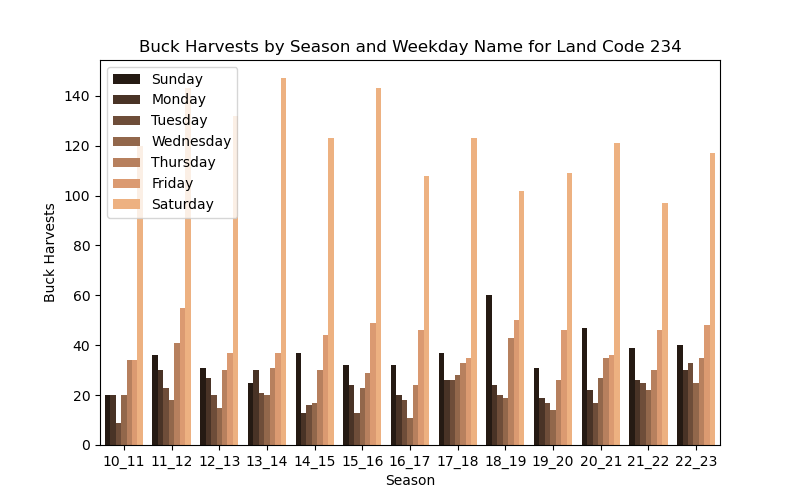 Buck Harvests by Season and Weekday Name for Land Code 234
Sunday
Monday
Tuesday
Wednesday
Thursday
Friday
Saturday
140
120
100
80
60
40
20
0
Buck Harvests
10_11 11_12 12_13 13_14 14_15 15_16 16_17 17_18 18_19 19_20 20_21 21_22 22_23
Season